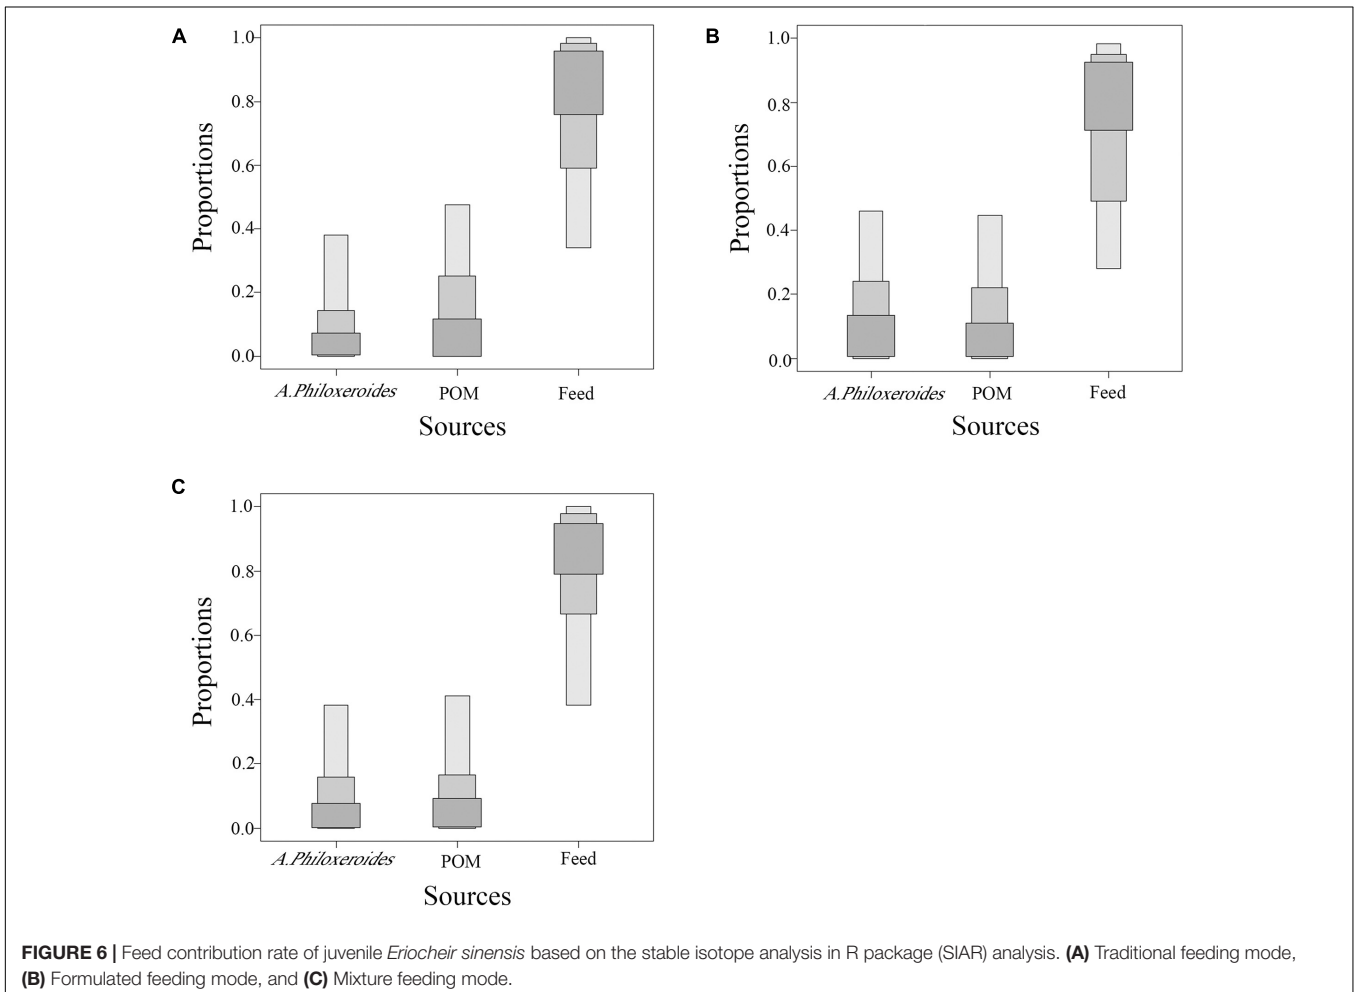 A
1.0
0.8
0.6
0.4
0.2
0.0
Proportions
A.Philoxeroides
POM
Feed
Sources
B
1.0
0.8
0.6
0.4
0.2
0.0
Proportions
A.Philoxeroides
POM
Feed
Sources
C
1.0
0.8
0.6
0.4
0.2
0.0
Proportions
A.Philoxeroides
POM
Feed
Sources
FIGURE 6 | Feed contribution rate of juvenile Eriocheir sinensis based on the stable isotope analysis in R package (SIAR) analysis. (A) Traditional feeding mode,
(B) Formulated feeding mode, and (C) Mixture feeding mode.